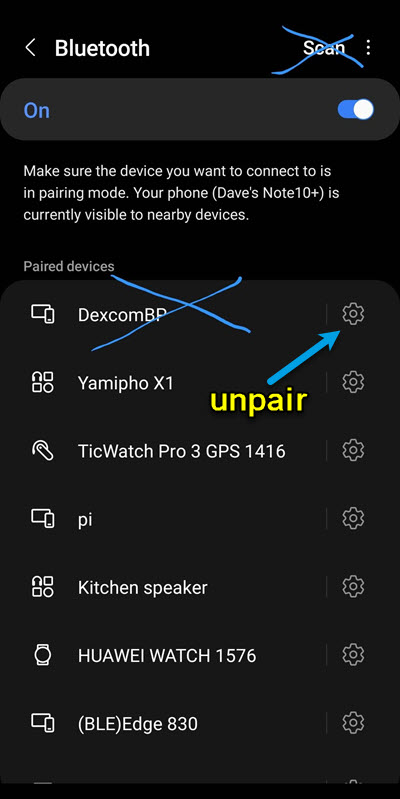 Bluetooth
Scan
On
Make sure the device you want to connect to is
in pairing mode. Your phone (Dave's Note10+) is
currently visible to nearby devices.
Paired devices
DexcomBP
Yamipho X1
unpair
TicWatch Pro 3 GPS 1416
pi
Kitchen speaker
HUAWEI WATCH 1576
(BLE)Edge 830